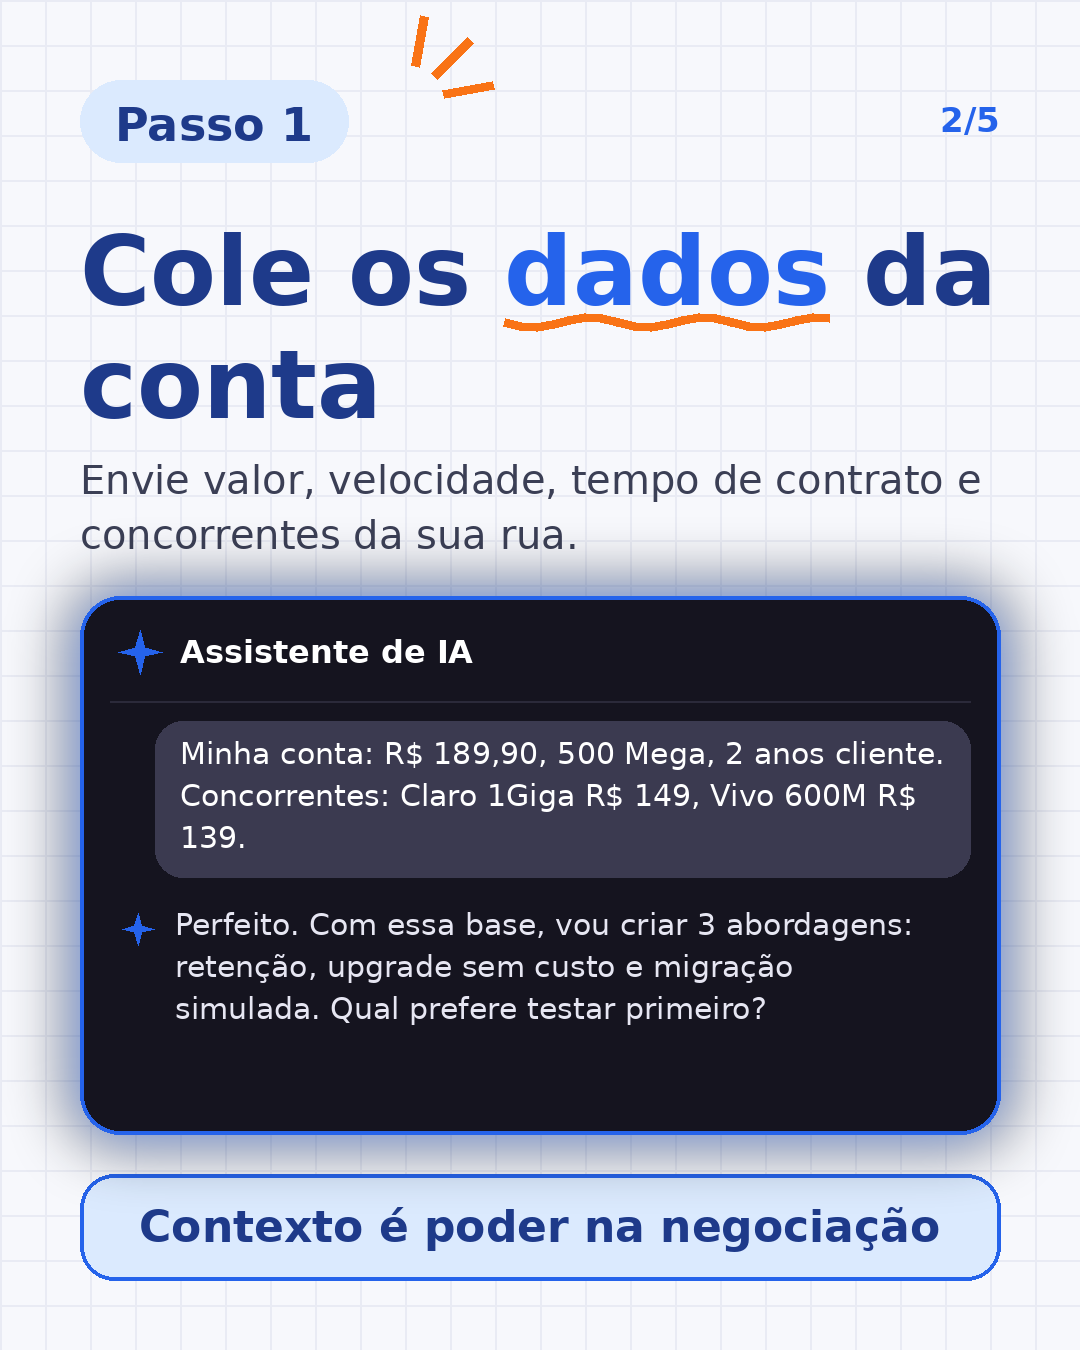 Passo 1
2/5
Cole os dados da
conta
Envie valor, velocidade, tempo de contrato e
concorrentes da sua rua.
Assistente de IA
Minha conta: R$ 189,90, 500 Mega, 2 anos cliente.
Concorrentes: Claro 1Giga R$ 149, Vivo 600M R$
139.
Perfeito. Com essa base, vou criar 3 abordagens:
retenção, upgrade sem custo e migração
simulada. Qual prefere testar primeiro?
Contexto é poder na negociação